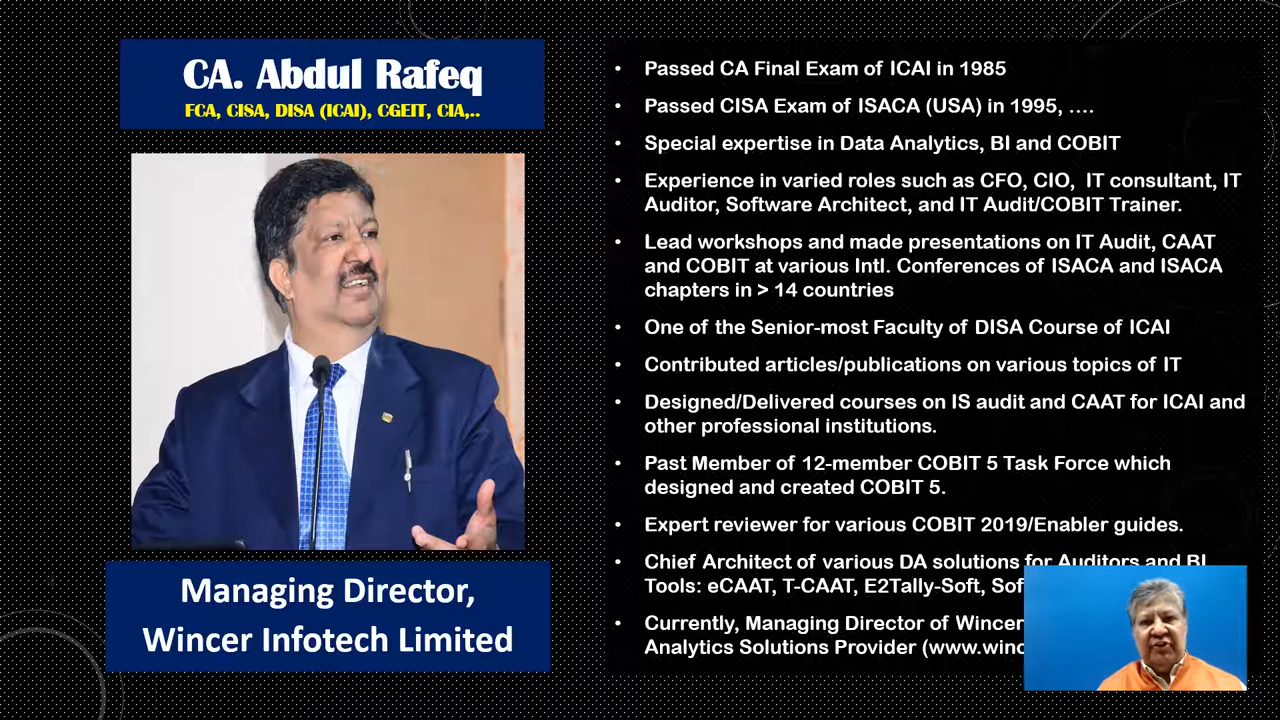 CA. Abdul Rafeq
FCA, CISA, DISA (ICAI), CGEIT, CIA,..
Managing Director,
Wincer Infotech Limited
• Passed CA Final Exam of ICAI in 1985
• Passed CISA Exam of ISACA (USA) in 1995, ....
• Special expertise in Data Analytics, BI and COBIT
• Experience in varied roles such as CFO, CIO, IT consultant, IT
Auditor, Software Architect, and IT Audit/COBIT Trainer.
• Lead workshops and made presentations on IT Audit, CAAT
and COBIT at various Intl. Conferences of ISACA and ISACA
chapters in > 14 countries
• One of the Senior-most Faculty of DISA Course of ICAI
• Contributed articles/publications on various topics of IT
• Designed/Delivered courses on IS audit and CAAT for ICAI and
other professional institutions.
• Past Member of 12-member COBIT 5 Task Force which
designed and created COBIT 5.
• Expert reviewer for various COBIT 2019/Enabler guides.
• Chief Architect of various DA solutions for Auditors and BI
Tools: eCAAT, T-CAAT, E2Tally-Soft,
• Currently, Managing Director of Wincer
Analytics Solutions Provider